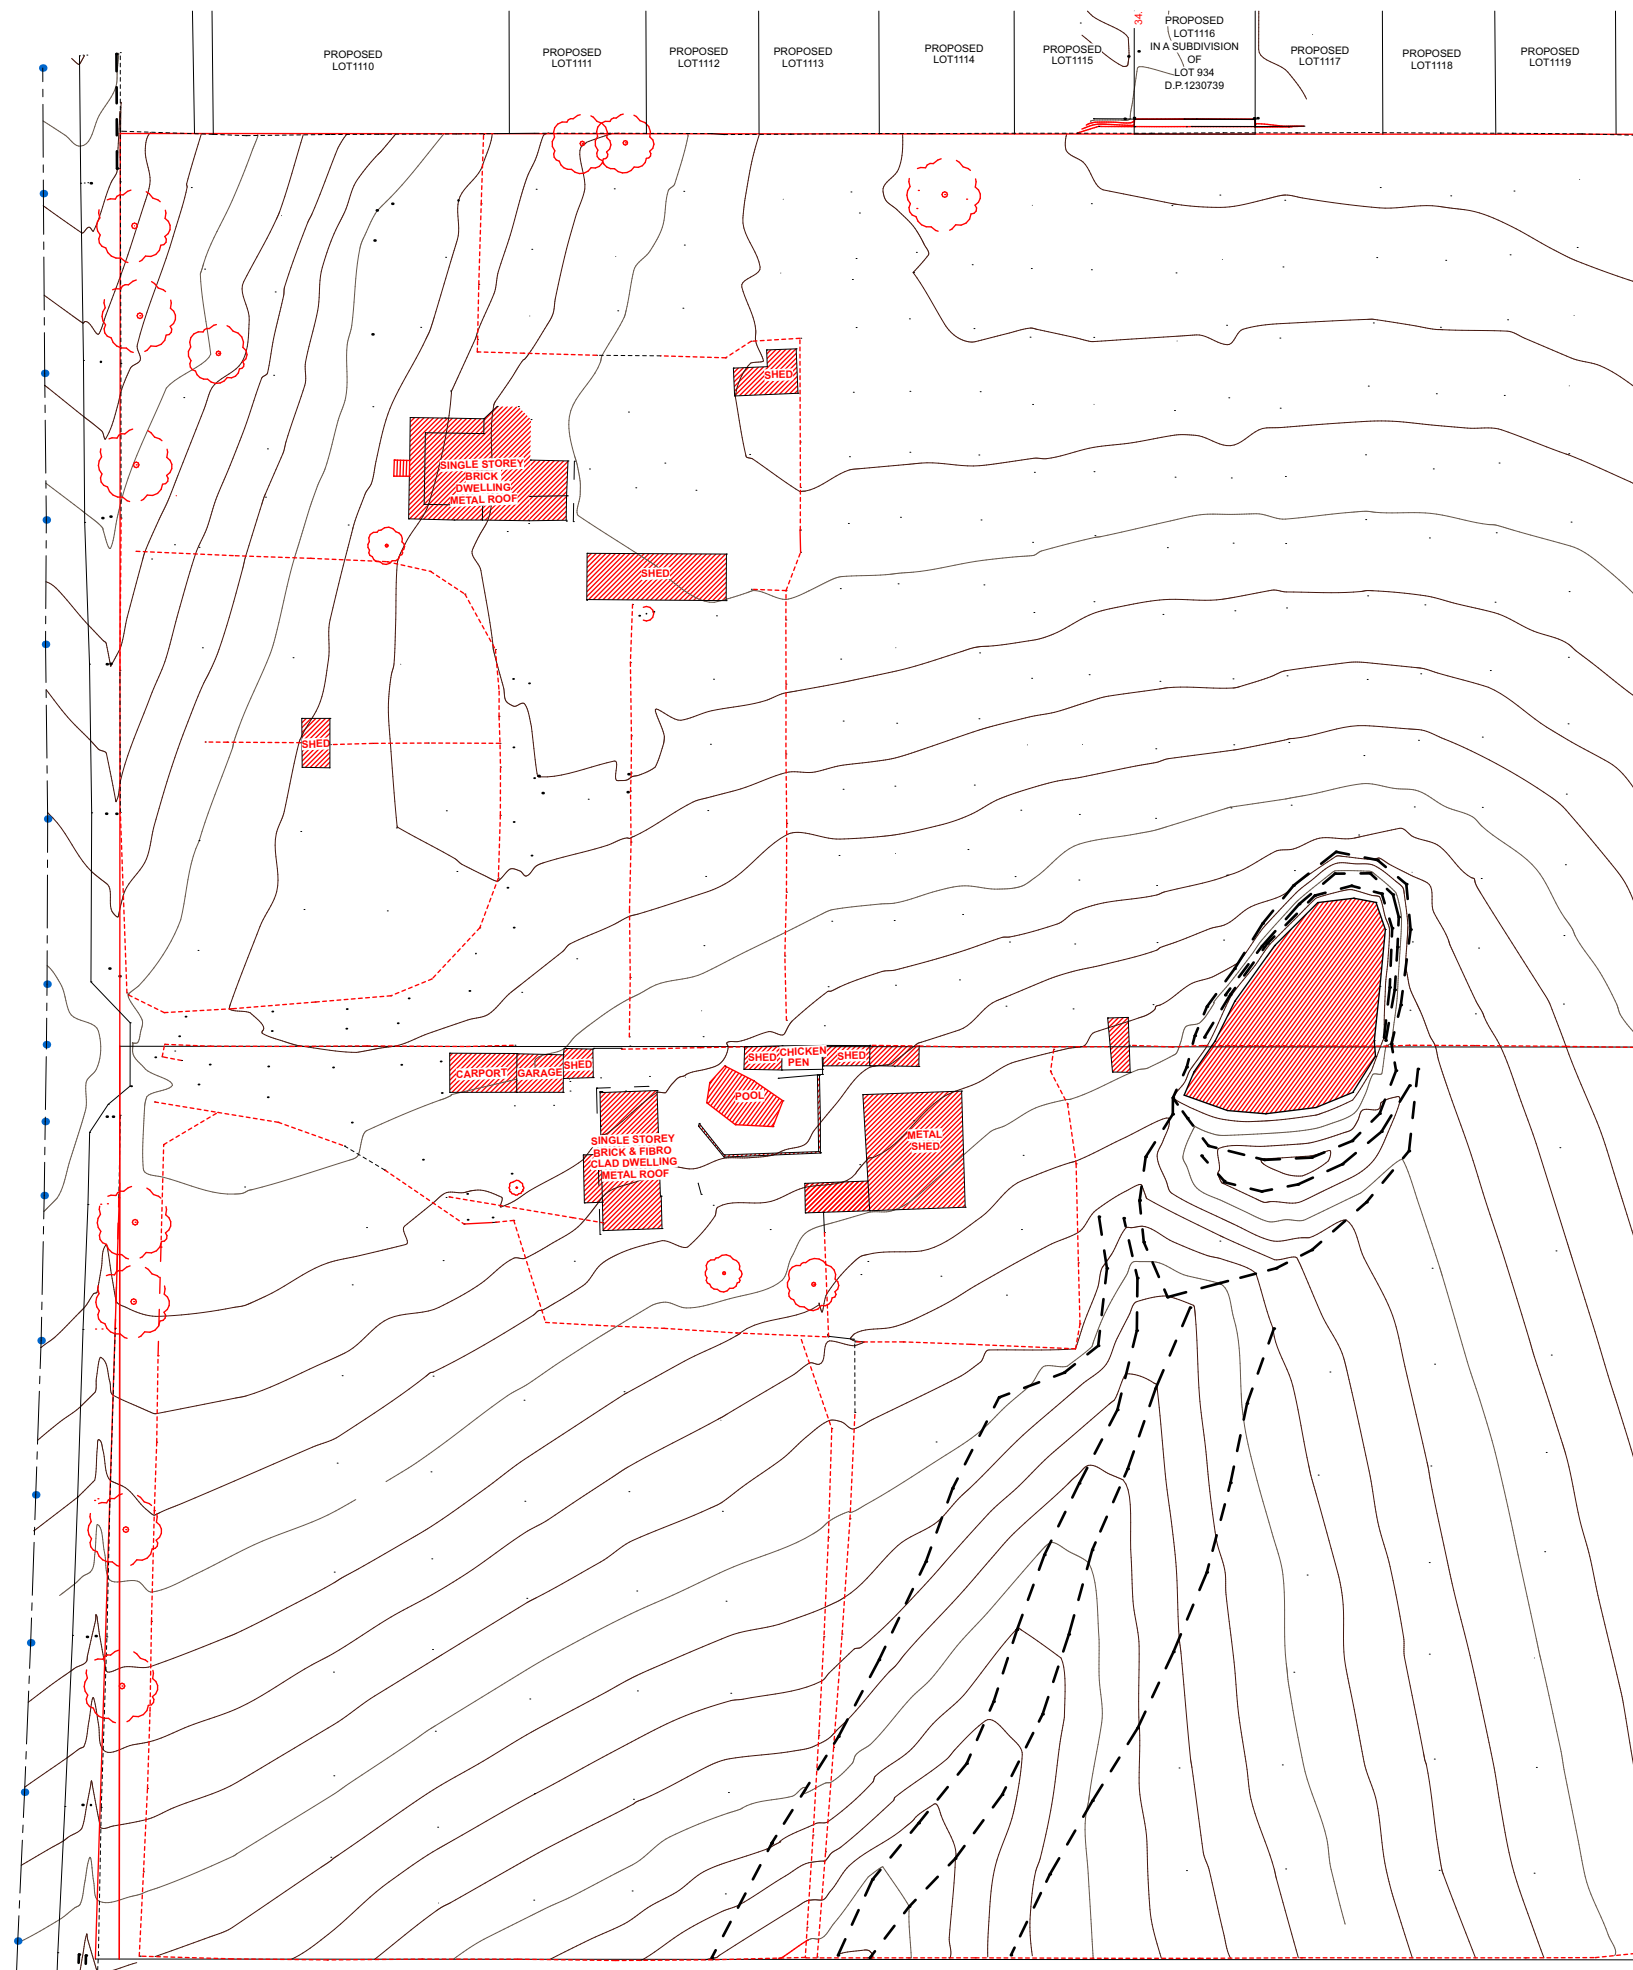 PROPOSED
LOT1110
PROPOSED
LOT1111
PROPOSED
LOT1112
PROPOSED
LOT1113
PROPOSED
LOT1114
PROPOSED
LOT1115
34.
PROPOSED
LOT1116
IN A SUBDIVISION
OF
LOT 934
D.P.1230739
PROPOSED
LOT1117
PROPOSED
LOT1118
PROPOSED
LOT1119
SHED
SINGLE STOREY
BRICK
DWELLING
METAL ROOF
SHED
SHED
CARPORT
GARAGE
SHED
SHED
CHICKEN
PEN
SHED
POOL
SINGLE STOREY
BRICK & FIBRO
CLAD DWELLING
METAL ROOF
METAL
SHED